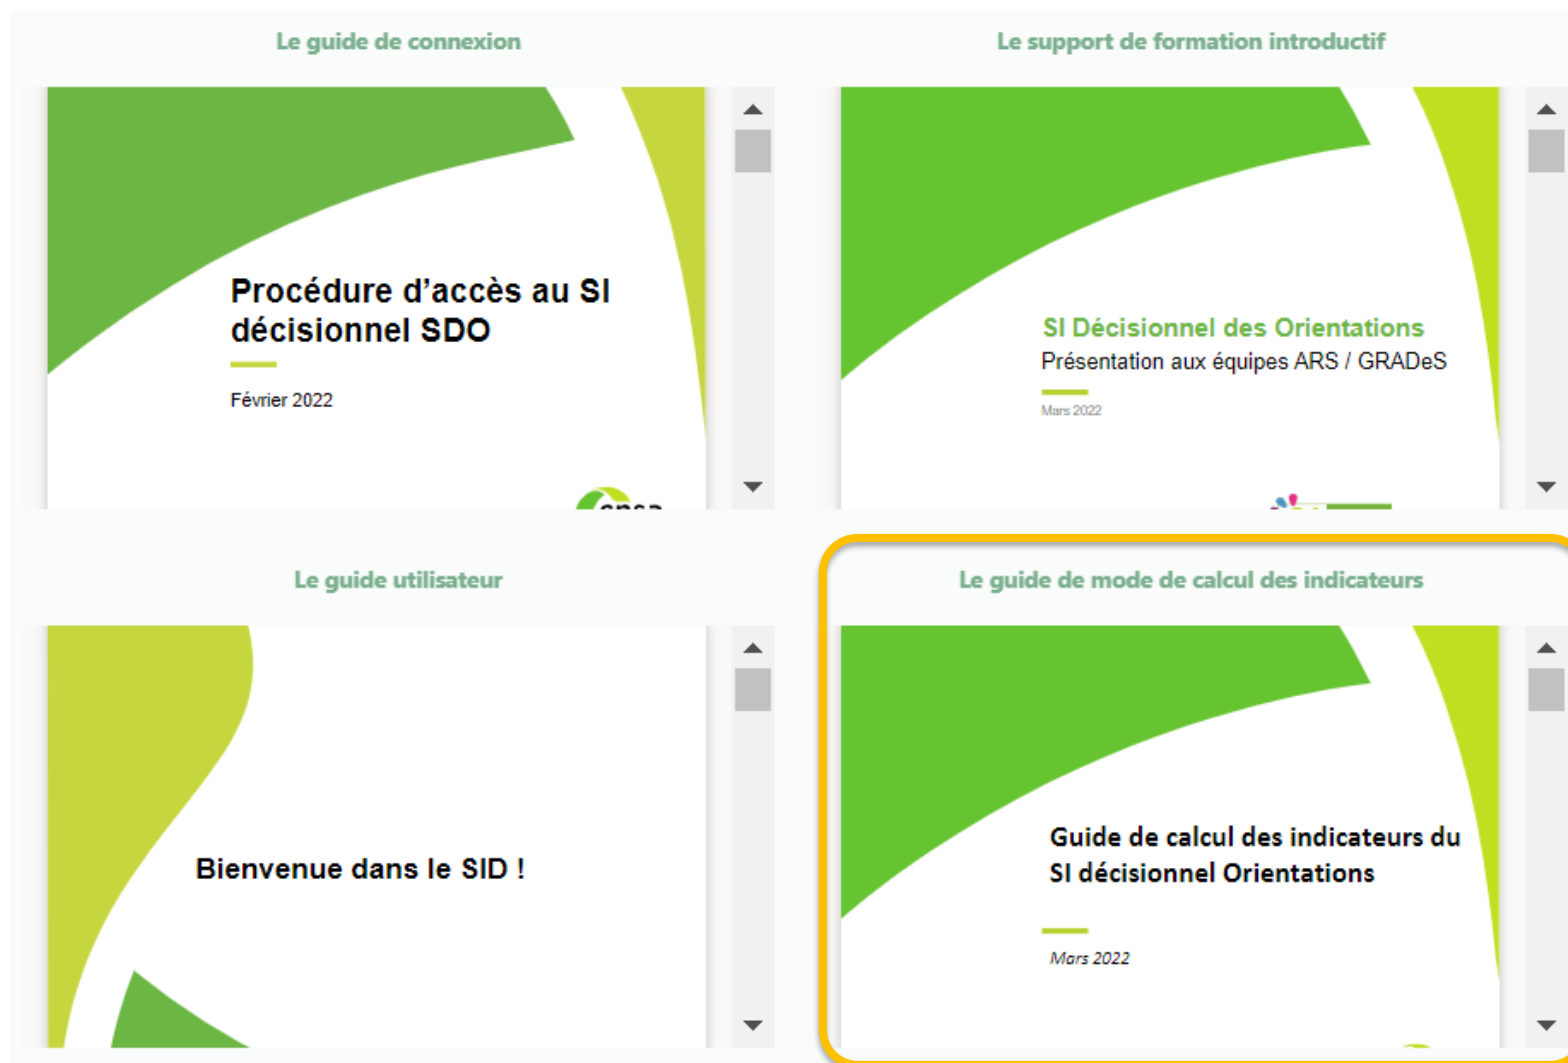 Le guide de connexion
Procédure d'accès au SI
décisionnel SDO
Février 2022
Le support de formation introductif
SI Décisionnel des Orientations
Présentation aux équipes ARS / GRADeS
Mars 2022
Le guide utilisateur
Bienvenue dans le SID !
Le guide de mode de calcul des indicateurs
Guide de calcul des indicateurs du
SI décisionnel Orientations
Mars 2022